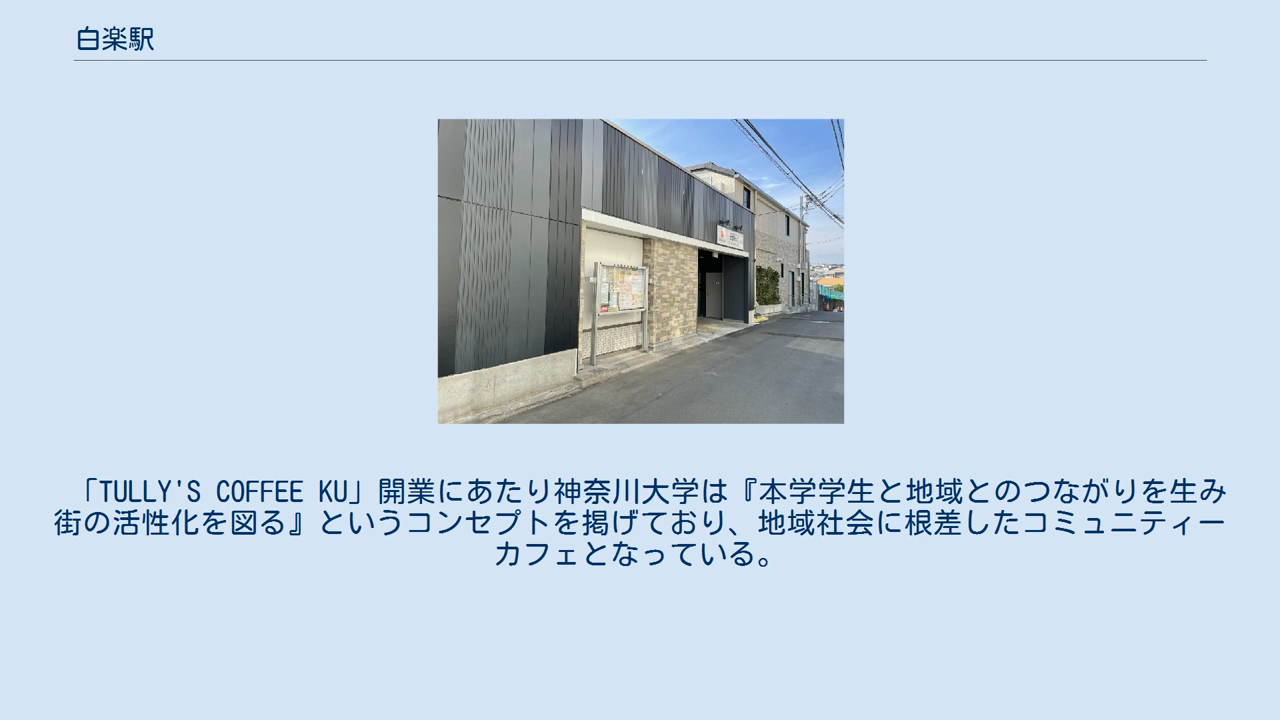 白楽駅
「TULLY'S COFFEE KU」開業にあたり神奈川大学は『本学学生と地域とのつながりを生み
街の活性化を図る』というコンセプトを掲げており、地域社会に根差したコミュニティー
カフェとなっている。